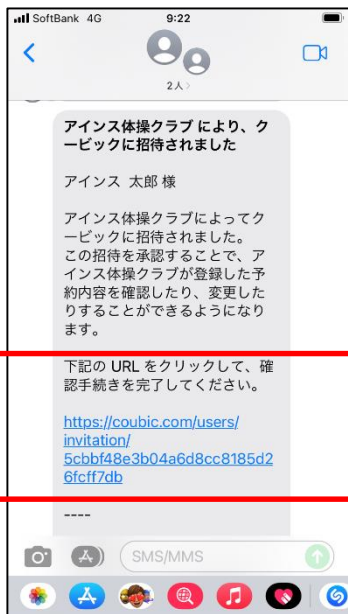 SoftBank 4G 9:22
2人
アインス体操クラブ により、ク
ービックに招待されました
アインス 太郎 様
アインス体操クラブによってク
ービックに招待されました。
この招待を承認することで、ア
インス体操クラブが登録した予
約内容を確認したり、変更した
りすることができるようになり
ます。
下記の URL をクリックして、確
認手続きを完了してください。
https://coubic.com/users/
invitation/
5cbbf48e3b04a6d8cc8185d2
6fcff7db
----
SMS/MMS